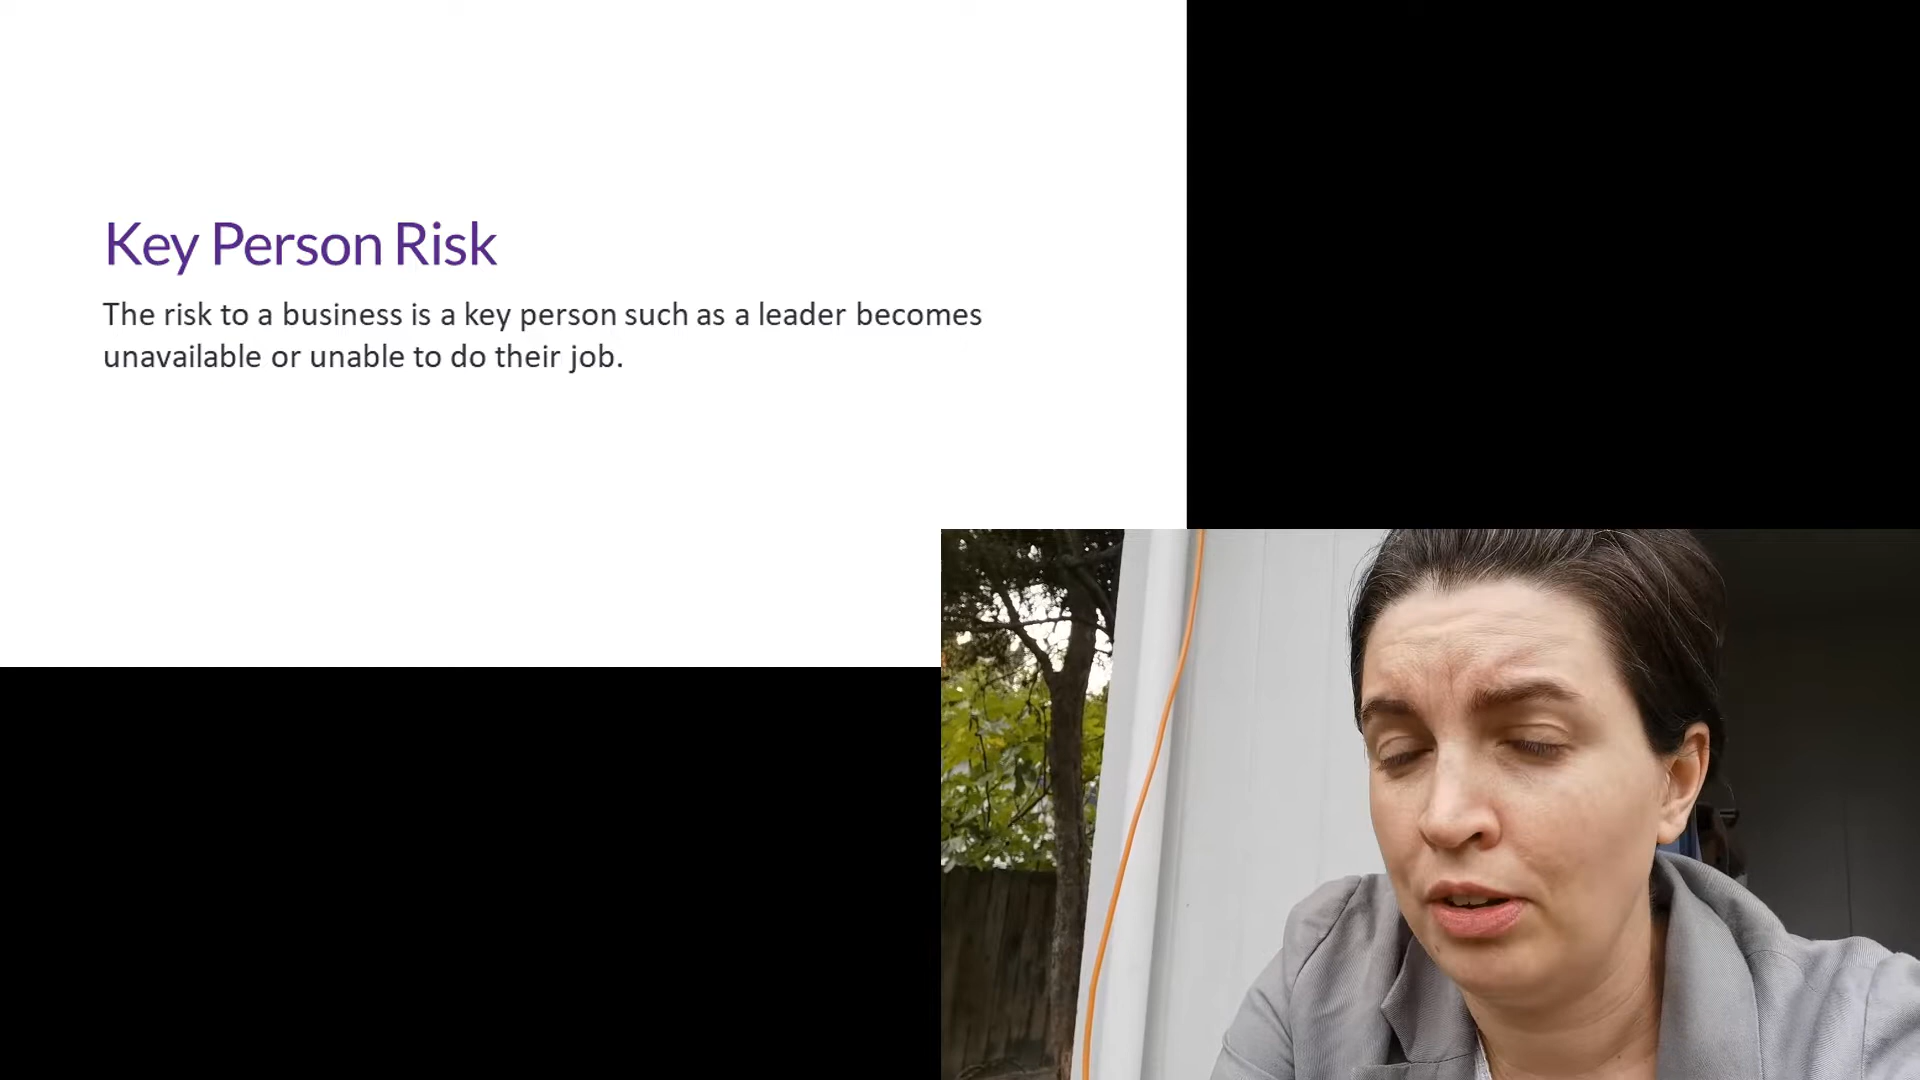 Key Person Risk
The risk to a business is a key person such as a leader becomes
unavailable or unable to do their job.